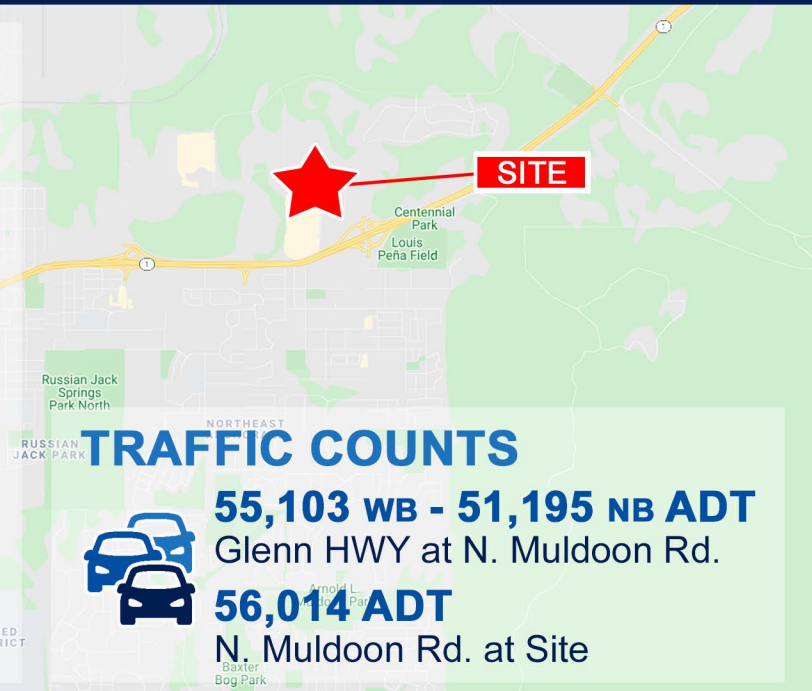 1
SITE
Centennial
Park
Louis
Peña Field
1
Russian Jack
Springs
Park North
NORTHEAST
RUSSIAN
JACK PARK
TRAFFIC COUNTS
55,103 WB - 51,195 NB ADT
Glenn HWY at N. Muldoon Rd.
Arnold L.
56,014 ADT
N. Muldoon Rd. at Site
Baxter
Bog Park